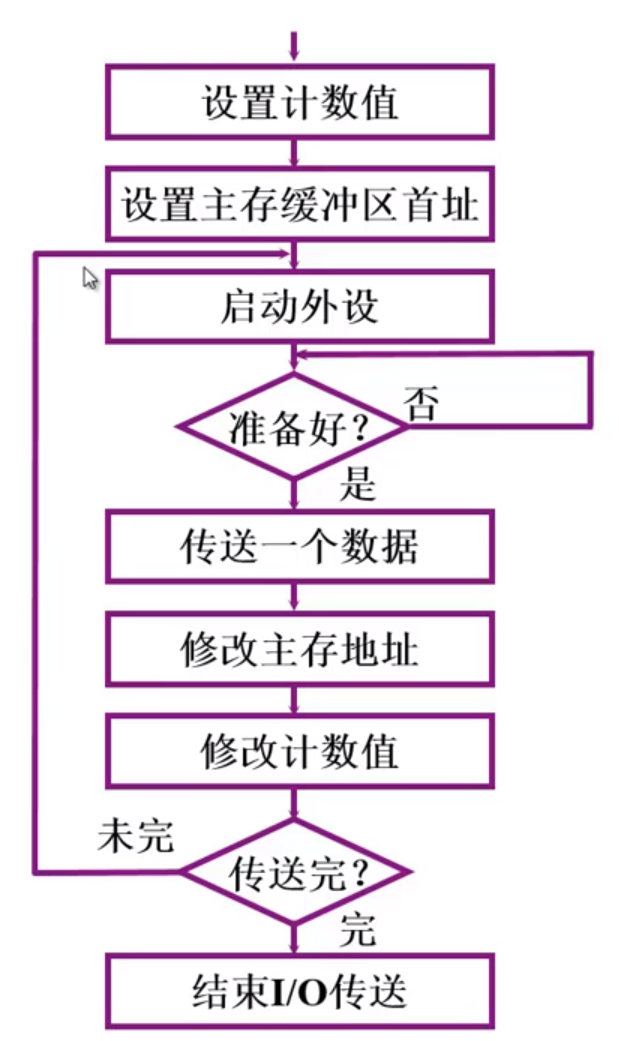 设置计数值
设置主存缓冲区首址
启动外设
准备好？
否
是
传送一个数据
修改主存地址
修改计数值
未完
传送完？
完
结束I/O传送